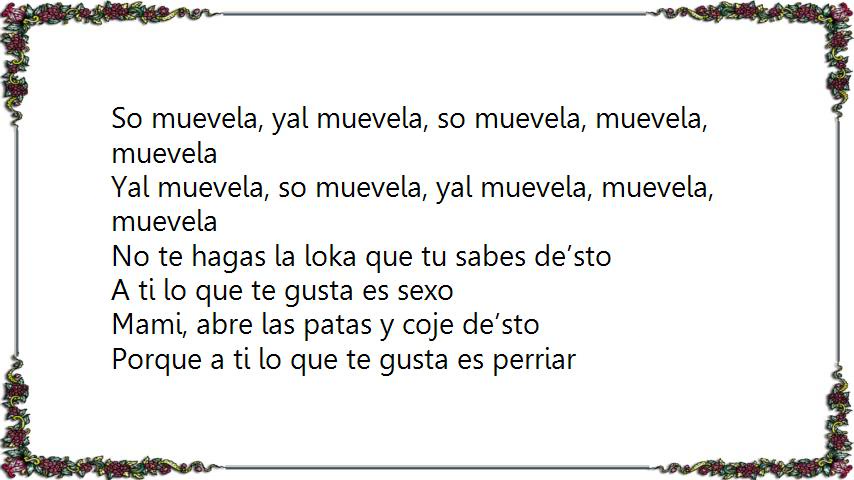 So muevela, yal muevela, so muevela, muevela,
muevela
Yal muevela, so muevela, yal muevela, muevela,
muevela
No te hagas la loka que tu sabes de’sto
A ti lo que te gusta es sexo
Mami, abre las patas y coje de’sto
Porque a ti lo que te gusta es perriar